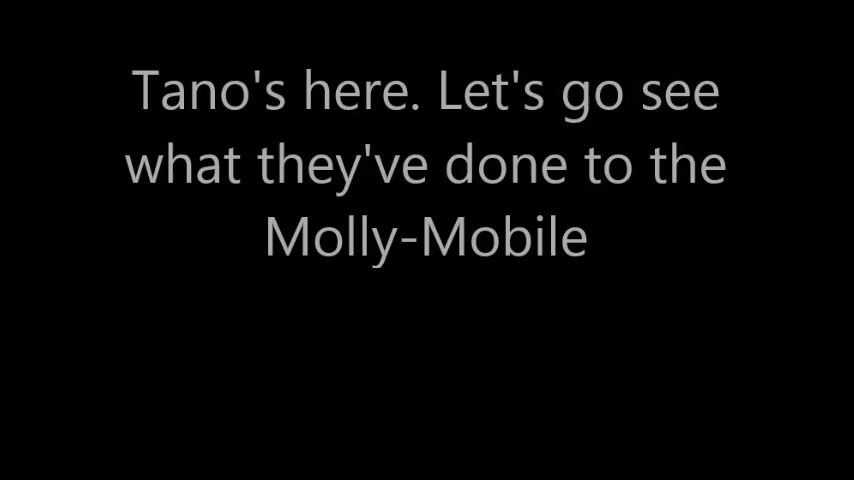 Tano's here. Let's go see
what they've done to the
Molly-Mobile